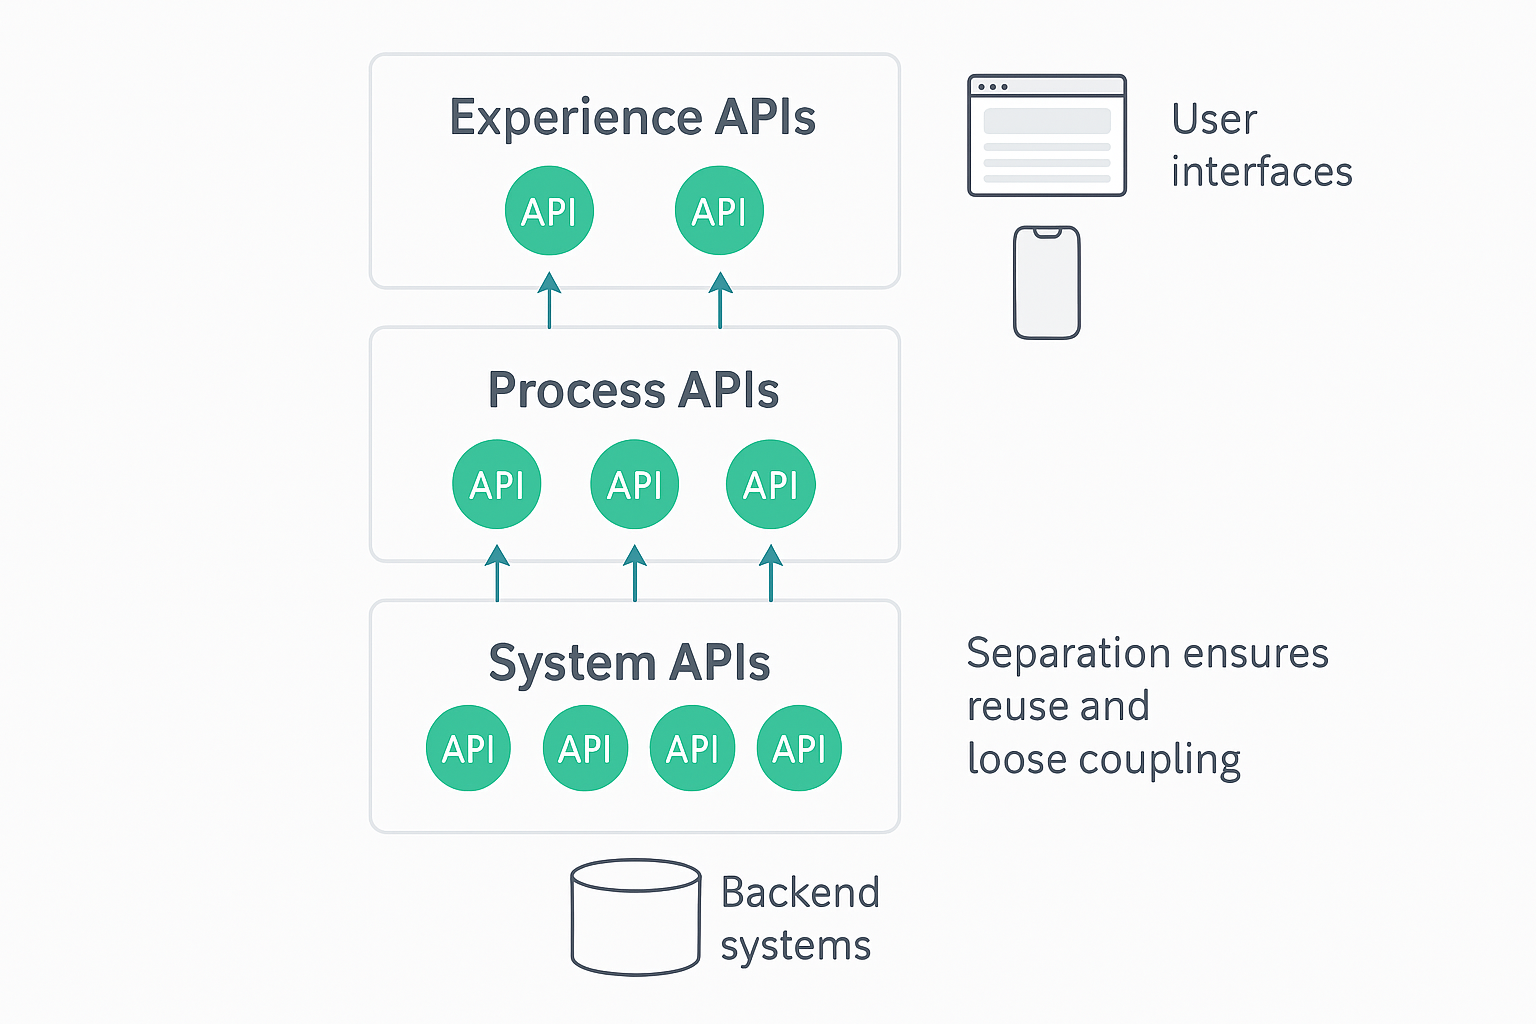 Experience APIs
API API
User
interfaces
Process APIs
API API API
System APIs
API API API API
Separation ensures
reuse and
loose coupling
Backend
systems